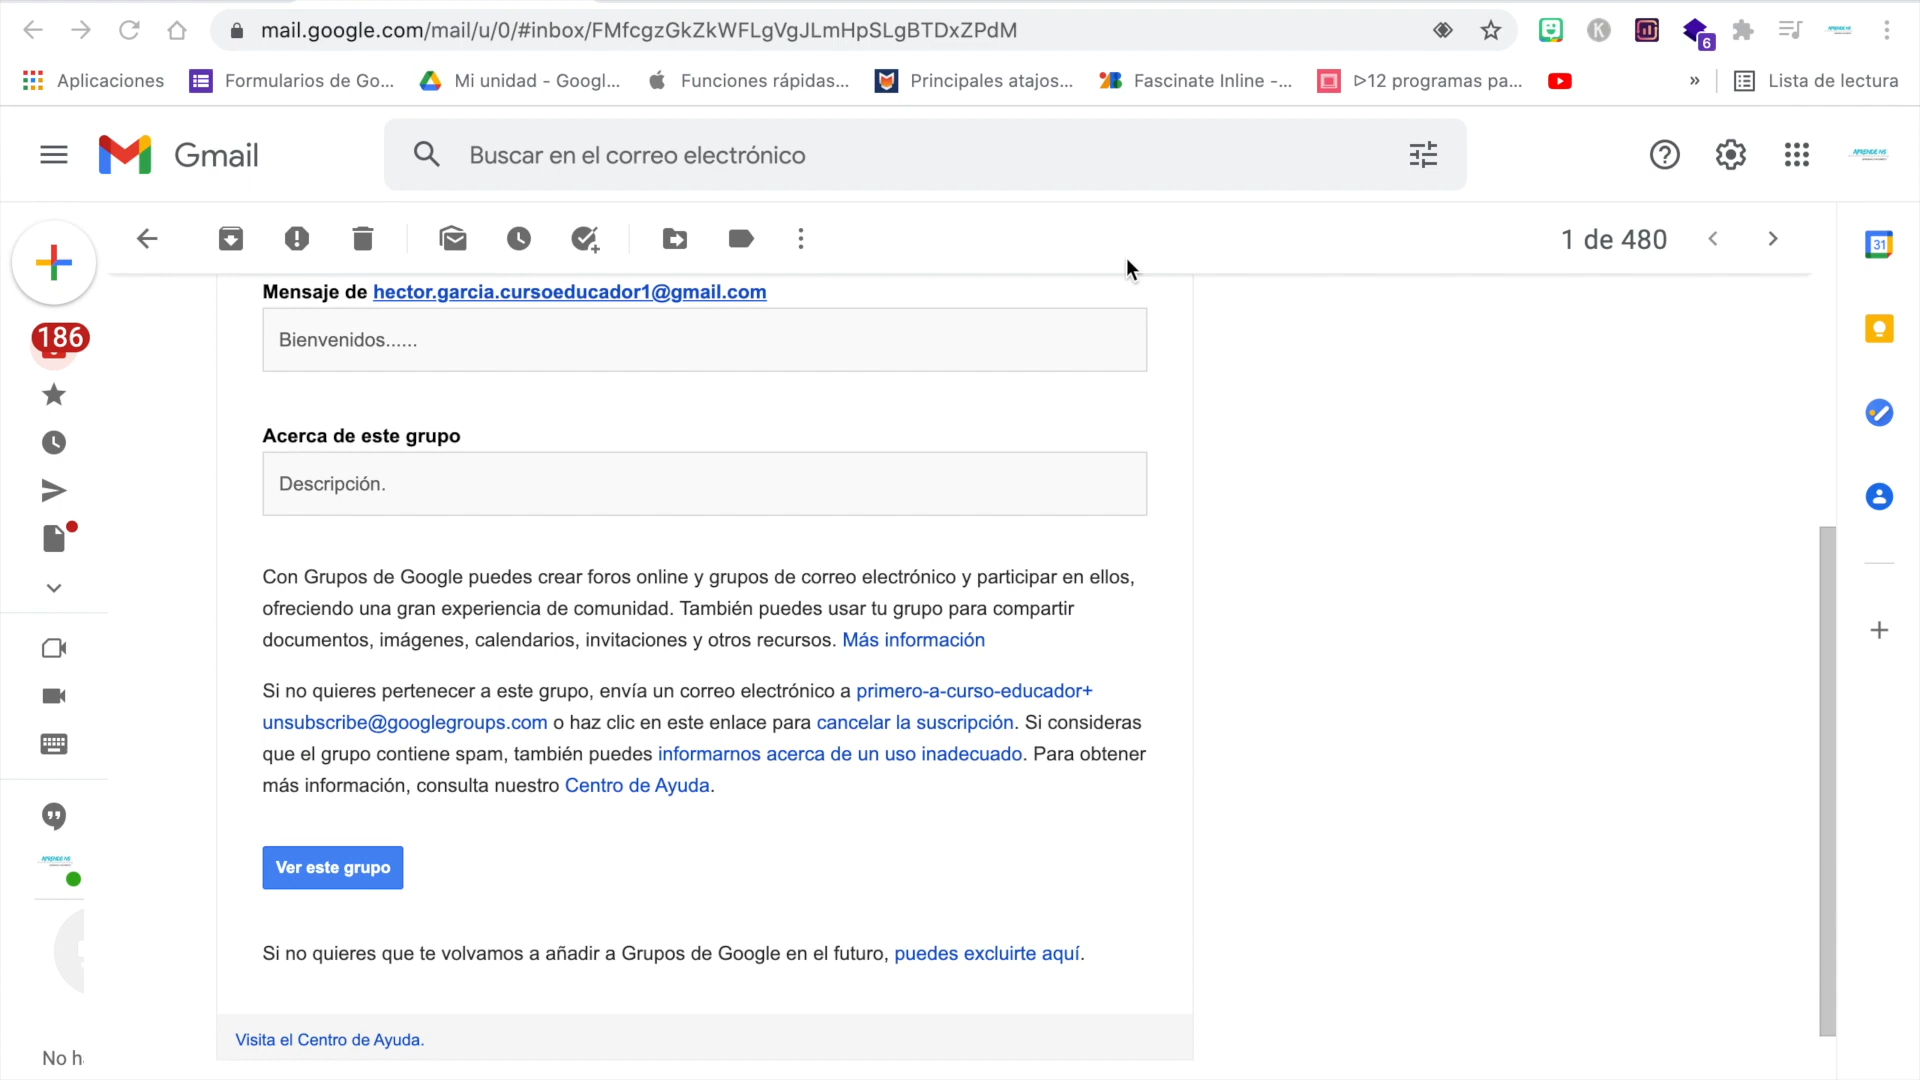 mail.google.com/mail/u/0/#inbox/FMfcgzGkZkWFLgVgJLmHpSLgBTDxZPdM
6
Aplicaciones
Formularios de Go...
Mi unidad - Googl...
Funciones rápidas...
Principales atajos...
Fascinate Inline -...
⊳12 programas pa...
»
Lista de lectura
Gmail
Buscar en el correo electrónico
APRENDE NS
1 de 480
31
186
Mensaje de hector.garcia.cursoeducador1@gmail.com
Bienvenidos......
Acerca de este grupo
Descripción.
Con Grupos de Google puedes crear foros online y grupos de correo electrónico y participar en ellos,
ofreciendo una gran experiencia de comunidad. También puedes usar tu grupo para compartir
documentos, imágenes, calendarios, invitaciones y otros recursos. Más información
Si no quieres pertenecer a este grupo, envía un correo electrónico a primero-a-curso-educador+
unsubscribe@googlegroups.com o haz clic en este enlace para cancelar la suscripción. Si consideras
que el grupo contiene spam, también puedes informarnos acerca de un uso inadecuado. Para obtener
más información, consulta nuestro Centro de Ayuda.
APRENDE NS
Ver este grupo
Si no quieres que te volvamos a añadir a Grupos de Google en el futuro, puedes excluirte aquí.
Visita el Centro de Ayuda.
No h